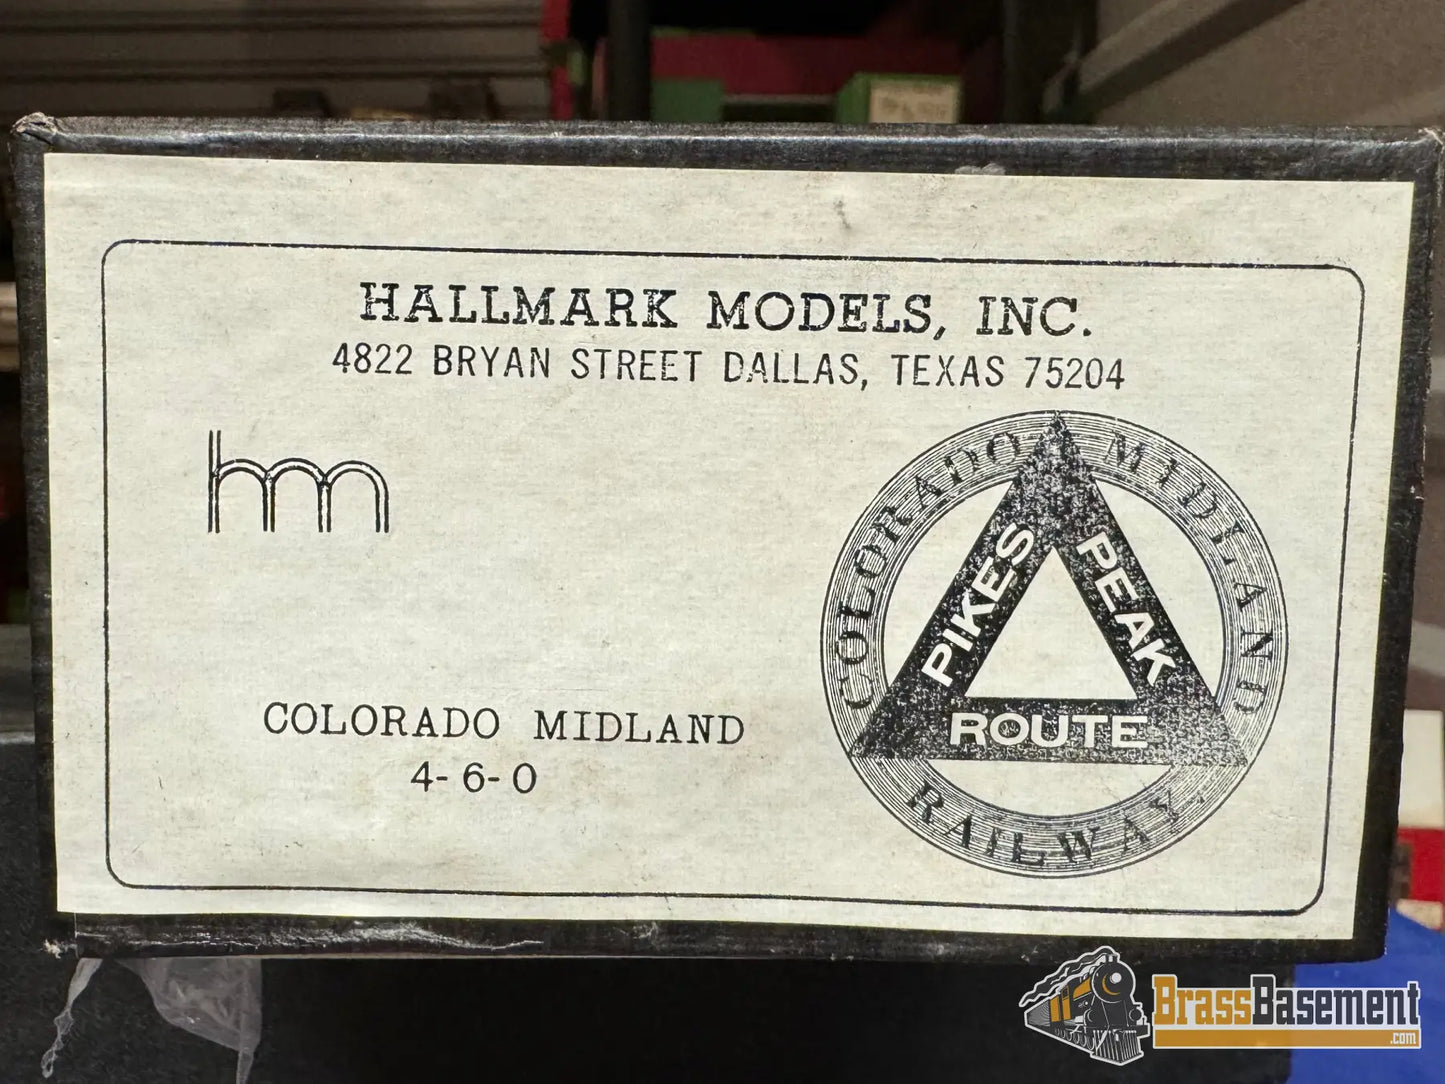 HALLMARK MODELS, INC.
4822 BRYAN STREET DALLAS, TEXAS 75204
hm
COLORADO MIDLAND
RAILWAY
PIKES PEAK
ROUTE
COLORADO MIDLAND
4-6-0
BrassBasement
.com